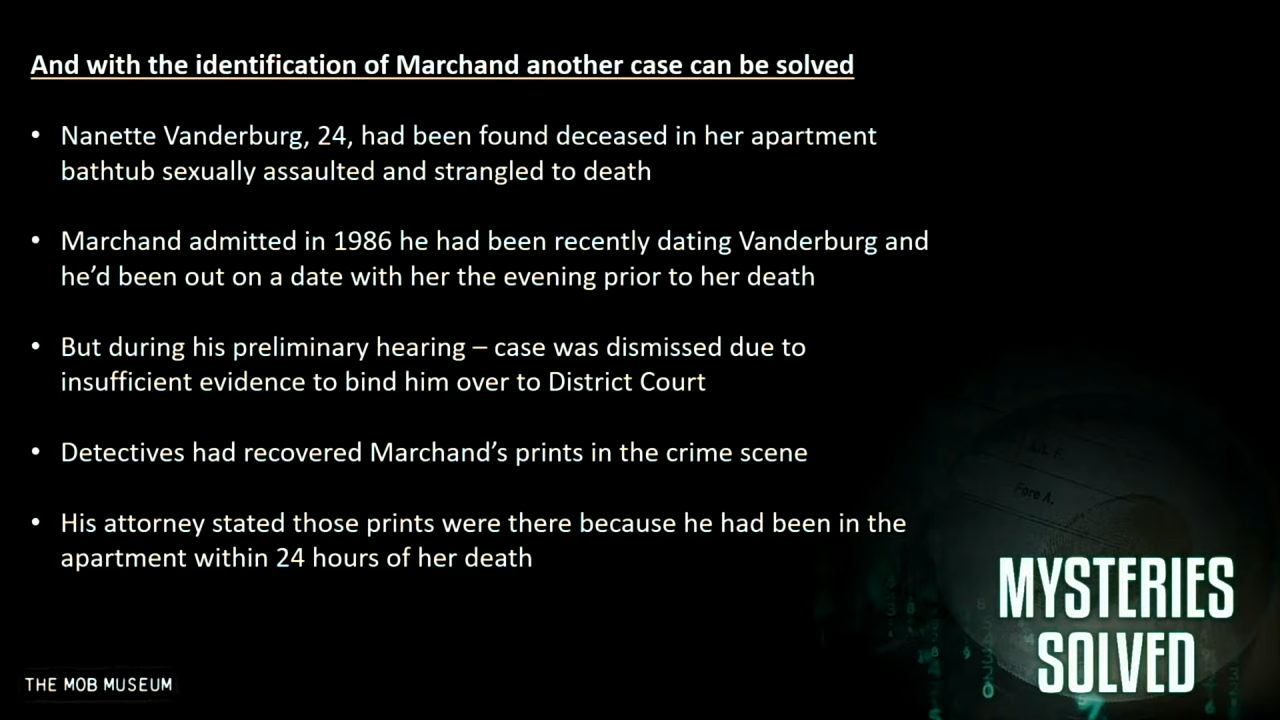 And with the identification of Marchand another case can be solved
• Nanette Vanderburg, 24, had been found deceased in her apartment
bathtub sexually assaulted and strangled to death
• Marchand admitted in 1986 he had been recently dating Vanderburg and
he’d been out on a date with her the evening prior to her death
• But during his preliminary hearing – case was dismissed due to
insufficient evidence to bind him over to District Court
• Detectives had recovered Marchand’s prints in the crime scene
• His attorney stated those prints were there because he had been in the
apartment within 24 hours of her death
Fore A.
MYSTERIES
SOLVED
THE MOB MUSEUM